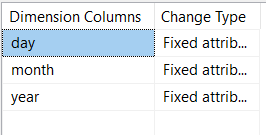 Dimension Columns Change Type
day Fixed attrib...
month Fixed attrib...
year Fixed attrib...